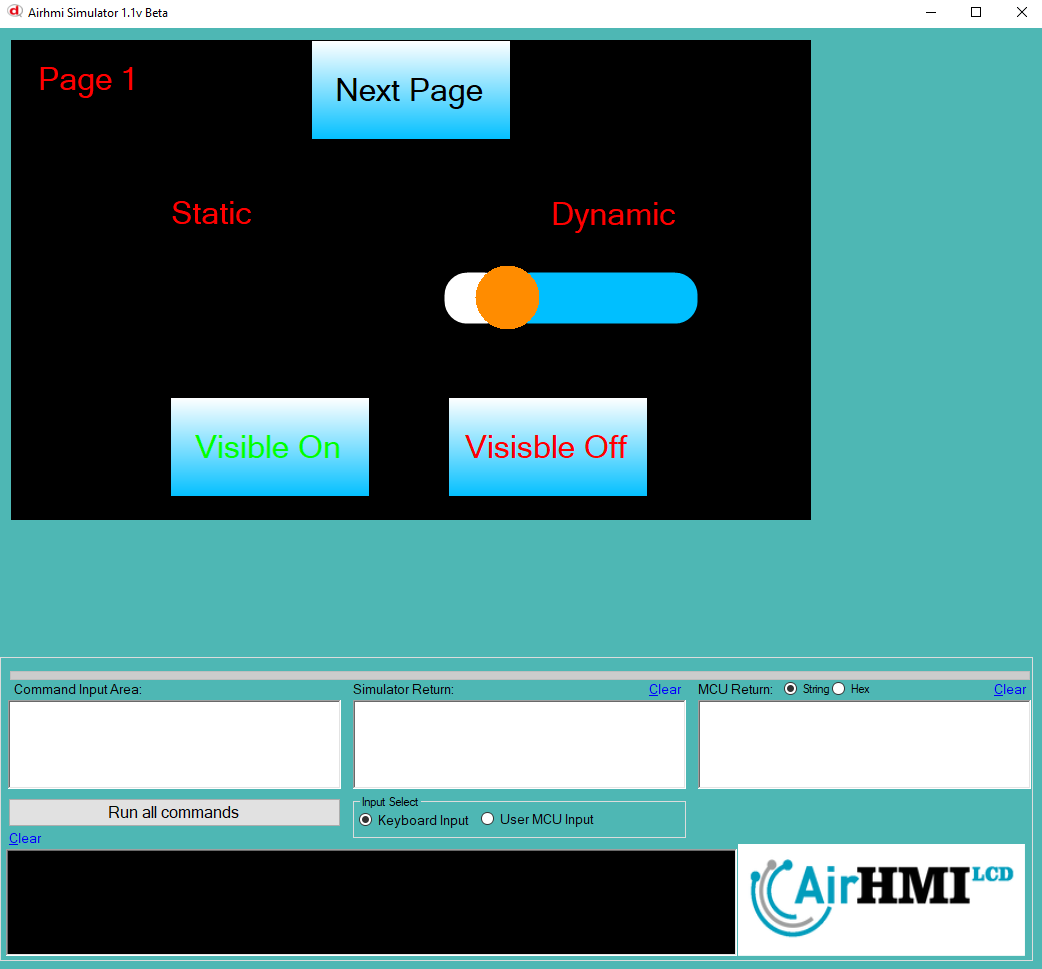 Airhmi Simulator 1.1v Beta
Page 1
Next Page
Static
Dynamic
Visible On
Visisble Off
Command Input Area:
Simulator Return:
Clear
MCU Return:
String
Hex
Clear
Run all commands
Input Select
Keyboard Input
User MCU Input
Clear
AirHMI LCD